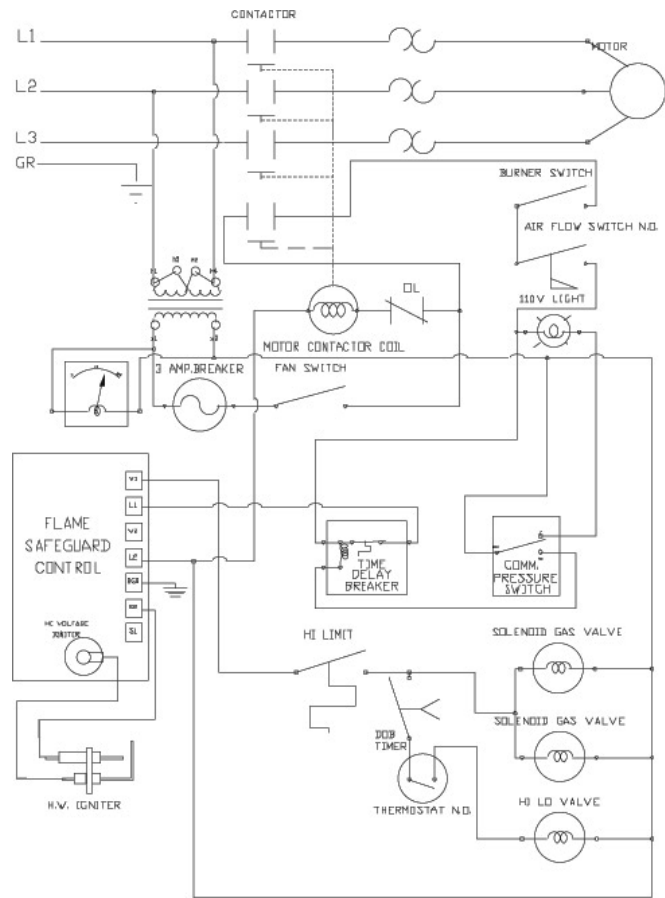 CONTACTOR
L1
MOTOR
L2
L3
GR
BURNER SWITCH
AIR FLOW SWITCH N.O.
OL
110V LIGHT
MOTOR CONTACTOR COIL
3 AMP.BREAKER
FAN SWITCH
L1
FLAME
SAFEGUARD
CONTROL
L2
TIME
DELAY
BREAKER
COMM.
PRESSURE
SWITCH
HI LIMIT
SOLENOID GAS VALVE
SOLENOID GAS VALVE
TIMER
THERMOSTAT N.O.
HI LO VALVE
H.W. IGNITER